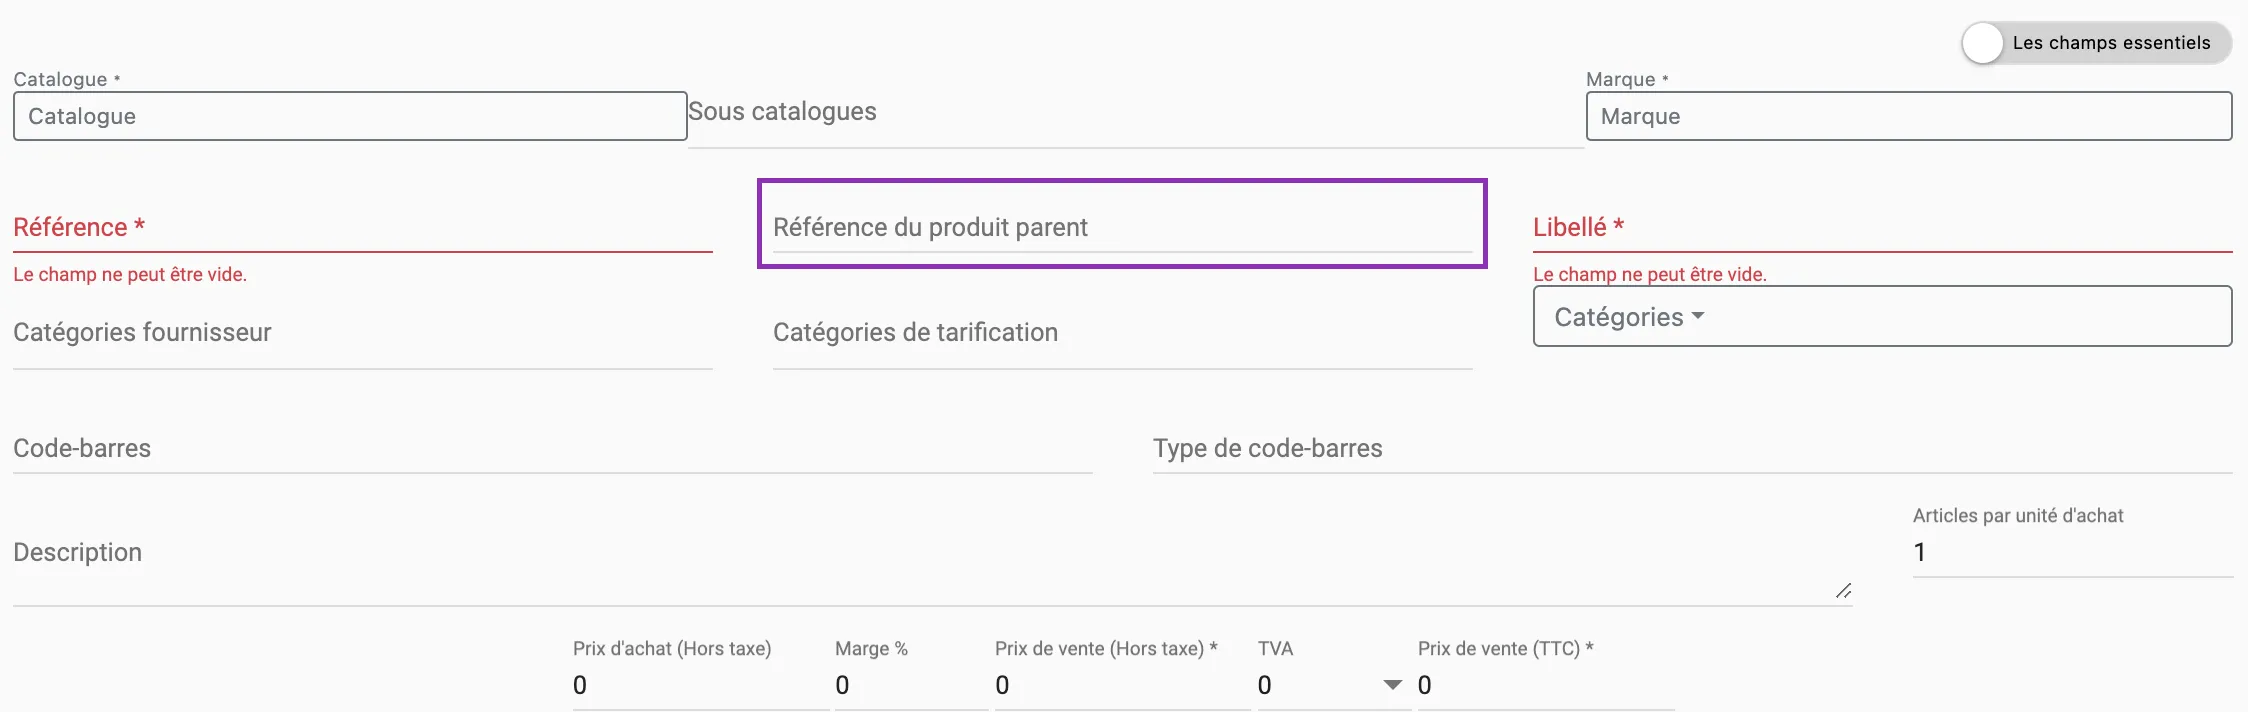 Les champs essentiels
Catalogue *
Marque *
Catalogue
Sous catalogues
Marque
Référence *
Référence du produit parent
Libellé *
Le champ ne peut être vide.
Le champ ne peut être vide.
Catégories fournisseur
Catégories de tarification
Catégories
Code-barres
Type de code-barres
Articles par unité d'achat
Description
1
Prix d'achat (Hors taxe)
Marge %
Prix de vente (Hors taxe) *
TVA
Prix de vente (TTC) *
0
0
0
0
0